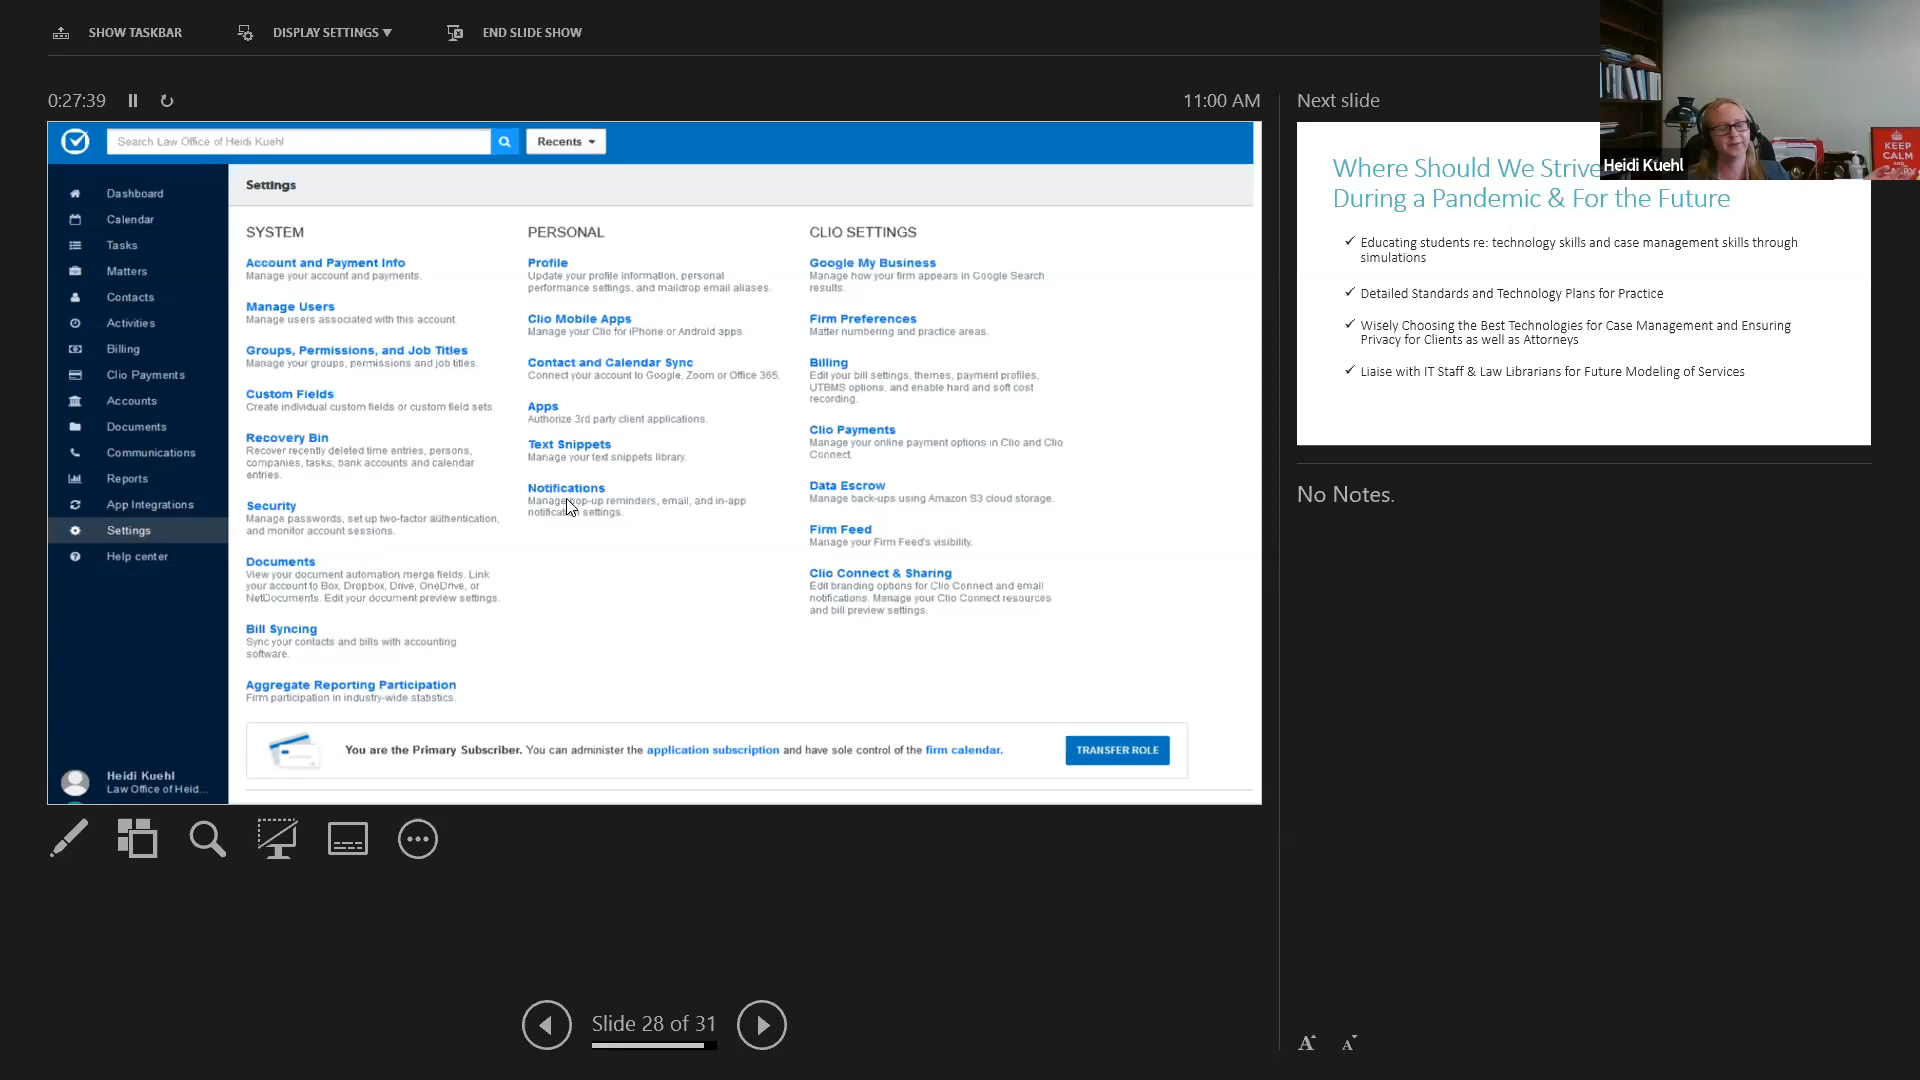 SHOW TASKBAR
DISPLAY SETTINGS ▼
END SLIDE SHOW
0:27:39
11:00 AM
Next slide
Search Law Office of Heidi Kuehl
Recents
Dashboard
Calendar
Tasks
Matters
Contacts
Activities
Billing
Clio Payments
Accounts
Documents
Communications
Reports
App Integrations
Settings
Help center
Heidi Kuehl
Law Office of Heid...
Settings
SYSTEM
Account and Payment Info
Manage your account and payments.
Manage Users
Manage users associated with this account.
Groups, Permissions, and Job Titles
Manage your groups, permissions and job titles.
Custom Fields
Create individual custom fields or custom field sets.
Recovery Bin
Recover recently deleted time entries, persons,
companies, tasks, bank accounts and calendar
entries.
Security
Manage passwords, set up two-factor authentication,
and monitor account sessions.
Documents
View your document automation merge fields. Link
your account to Box, Dropbox, Drive, OneDrive, or
NetDocuments. Edit your document preview settings.
Bill Syncing
Sync your contacts and bills with accounting
software.
Aggregate Reporting Participation
Firm participation in industry-wide statistics.
PERSONAL
Profile
Update your profile information, personal
performance settings, and maildrop email aliases.
Clio Mobile Apps
Manage your Clio for iPhone or Android apps.
Contact and Calendar Sync
Connect your account to Google, Zoom or Office 365.
Apps
Authorize 3rd party client applications.
Text Snippets
Manage your text snippets library.
Notifications
Manage pop-up reminders, email, and in-app
notification settings.
CLIO SETTINGS
Google My Business
Manage how your firm appears in Google Search
results.
Firm Preferences
Matter numbering and practice areas.
Billing
Edit your bill settings, themes, payment profiles,
UTBMS options, and enable hard and soft cost
recording.
Clio Payments
Manage your online payment options in Clio and Clio
Connect.
Data Escrow
Manage back-ups using Amazon S3 cloud storage.
Firm Feed
Manage your Firm Feed's visibility.
Clio Connect & Sharing
Edit branding options for Clio Connect and email
notifications. Manage your Clio Connect resources
and bill preview settings.
You are the Primary Subscriber. You can administer the application subscription and have sole control of the firm calendar.
TRANSFER ROLE
Where Should We Strive
During a Pandemic & For the Future
✓ Educating students re: technology skills and case management skills through
simulations
✓ Detailed Standards and Technology Plans for Practice
✓ Wisely Choosing the Best Technologies for Case Management and Ensuring
Privacy for Clients as well as Attorneys
✓ Liaise with IT Staff & Law Librarians for Future Modeling of Services
Heidi Kuehl
KEEP
CALM
AND
CARRY
No Notes.
Slide 28 of 31
A A